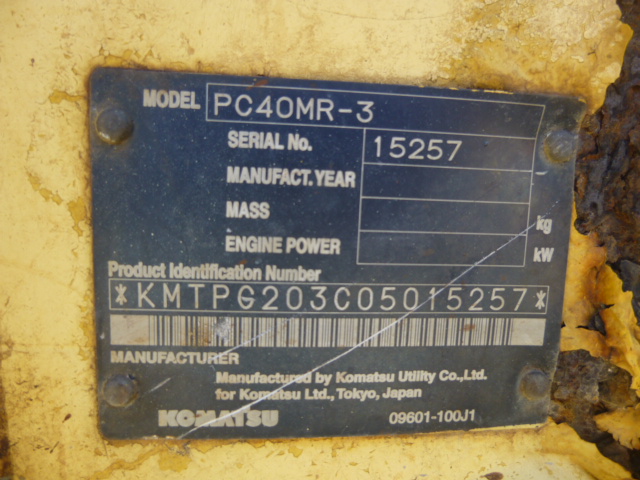 MODEL PC40MR-3
SERIAL No. 15257
MANUFACT. YEAR
MASS kg
ENGINE POWER kW
Product Identification Number
*KMTPG203C05015257*
MANUFACTURER
Manufactured by Komatsu Utility Co.,Ltd.
for Komatsu Ltd., Tokyo, Japan
KOMATSU 09601-100J1